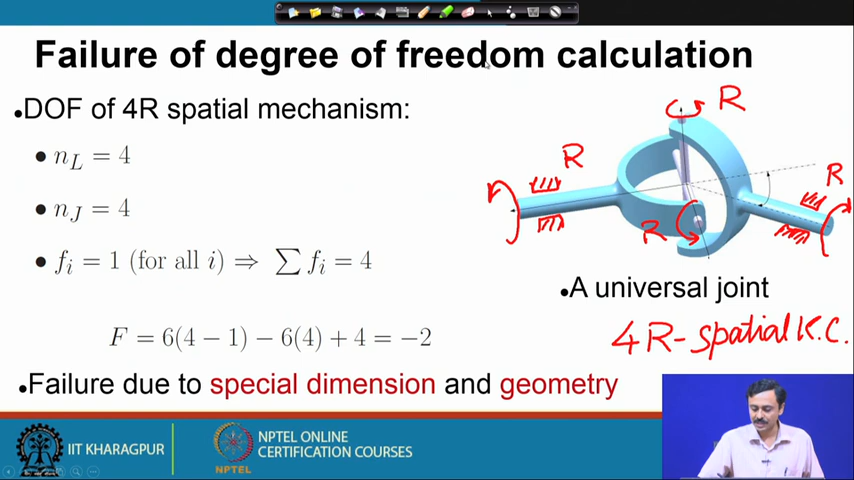 Failure of degree of freedom calculation
•DOF of 4R spatial mechanism:
• n_L = 4
• n_J = 4
• f_i = 1 (for all i) ⇒ ∑ f_i = 4
F = 6(4 − 1) − 6(4) + 4 = −2
•Failure due to special dimension and geometry
R
R
R
R
•A universal joint
4R-spatial K.C.
IIT KHARAGPUR
NPTEL
NPTEL ONLINE
CERTIFICATION COURSES